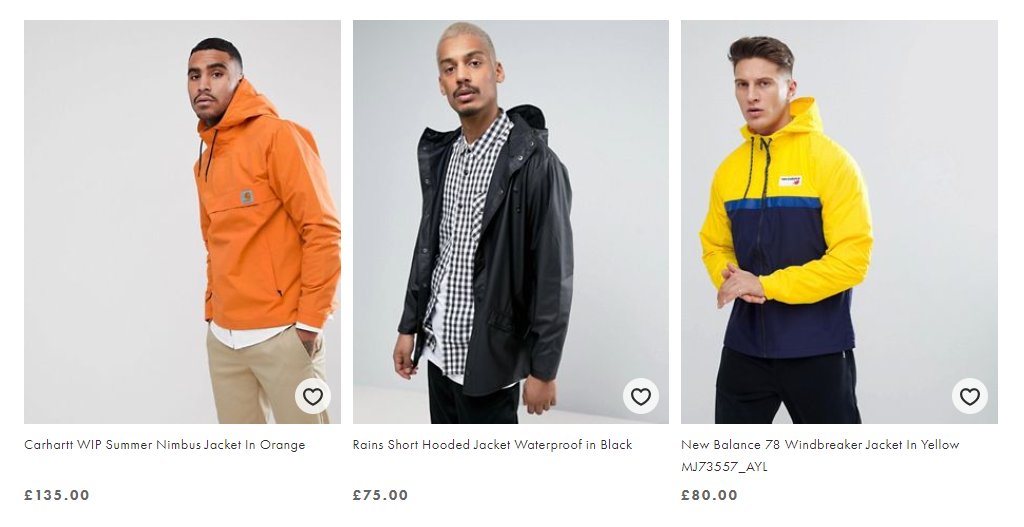 Carhartt WIP Summer Nimbus Jacket In Orange
£135.00
Rains Short Hooded Jacket Waterproof in Black
£75.00
New Balance 78 Windbreaker Jacket In Yellow
MJ73557_AYL
£80.00